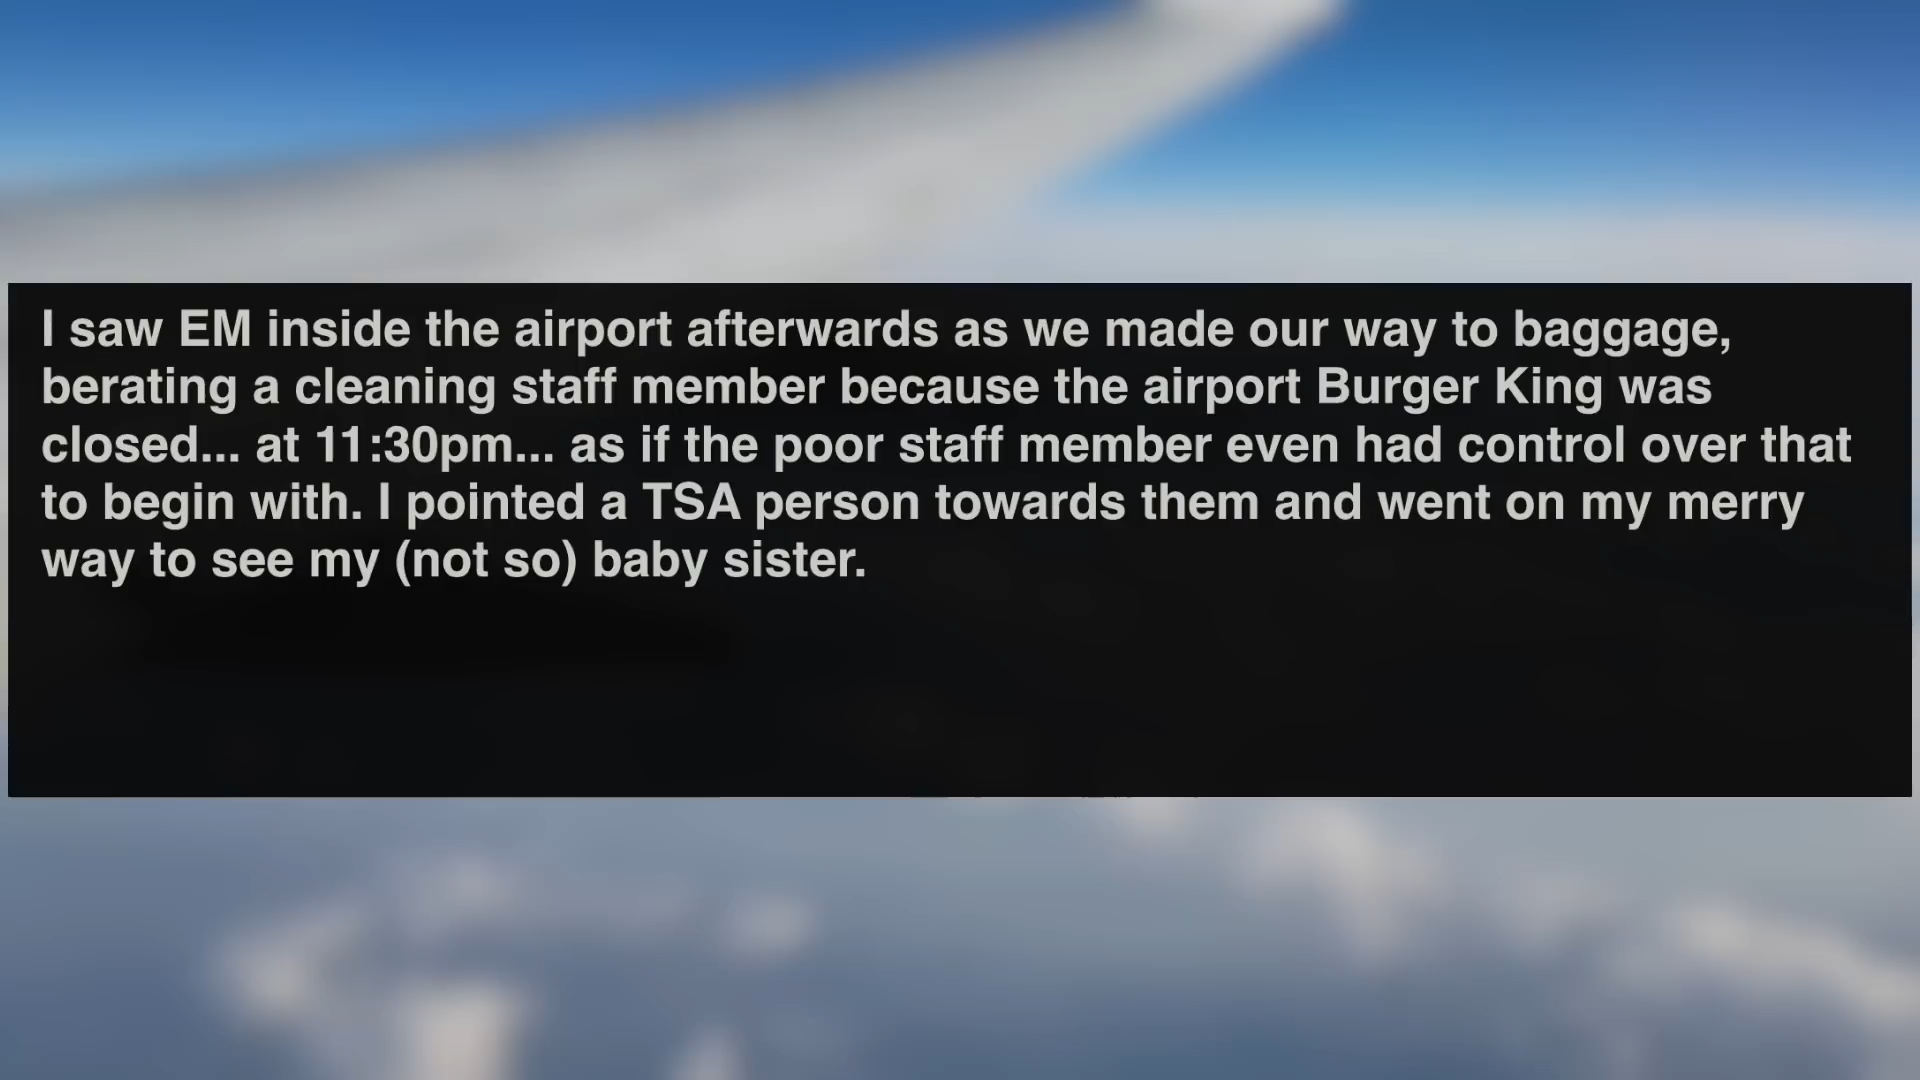 I saw EM inside the airport afterwards as we made our way to baggage,
berating a cleaning staff member because the airport Burger King was
closed... at 11:30pm... as if the poor staff member even had control over that
to begin with. I pointed a TSA person towards them and went on my merry
way to see my (not so) baby sister.